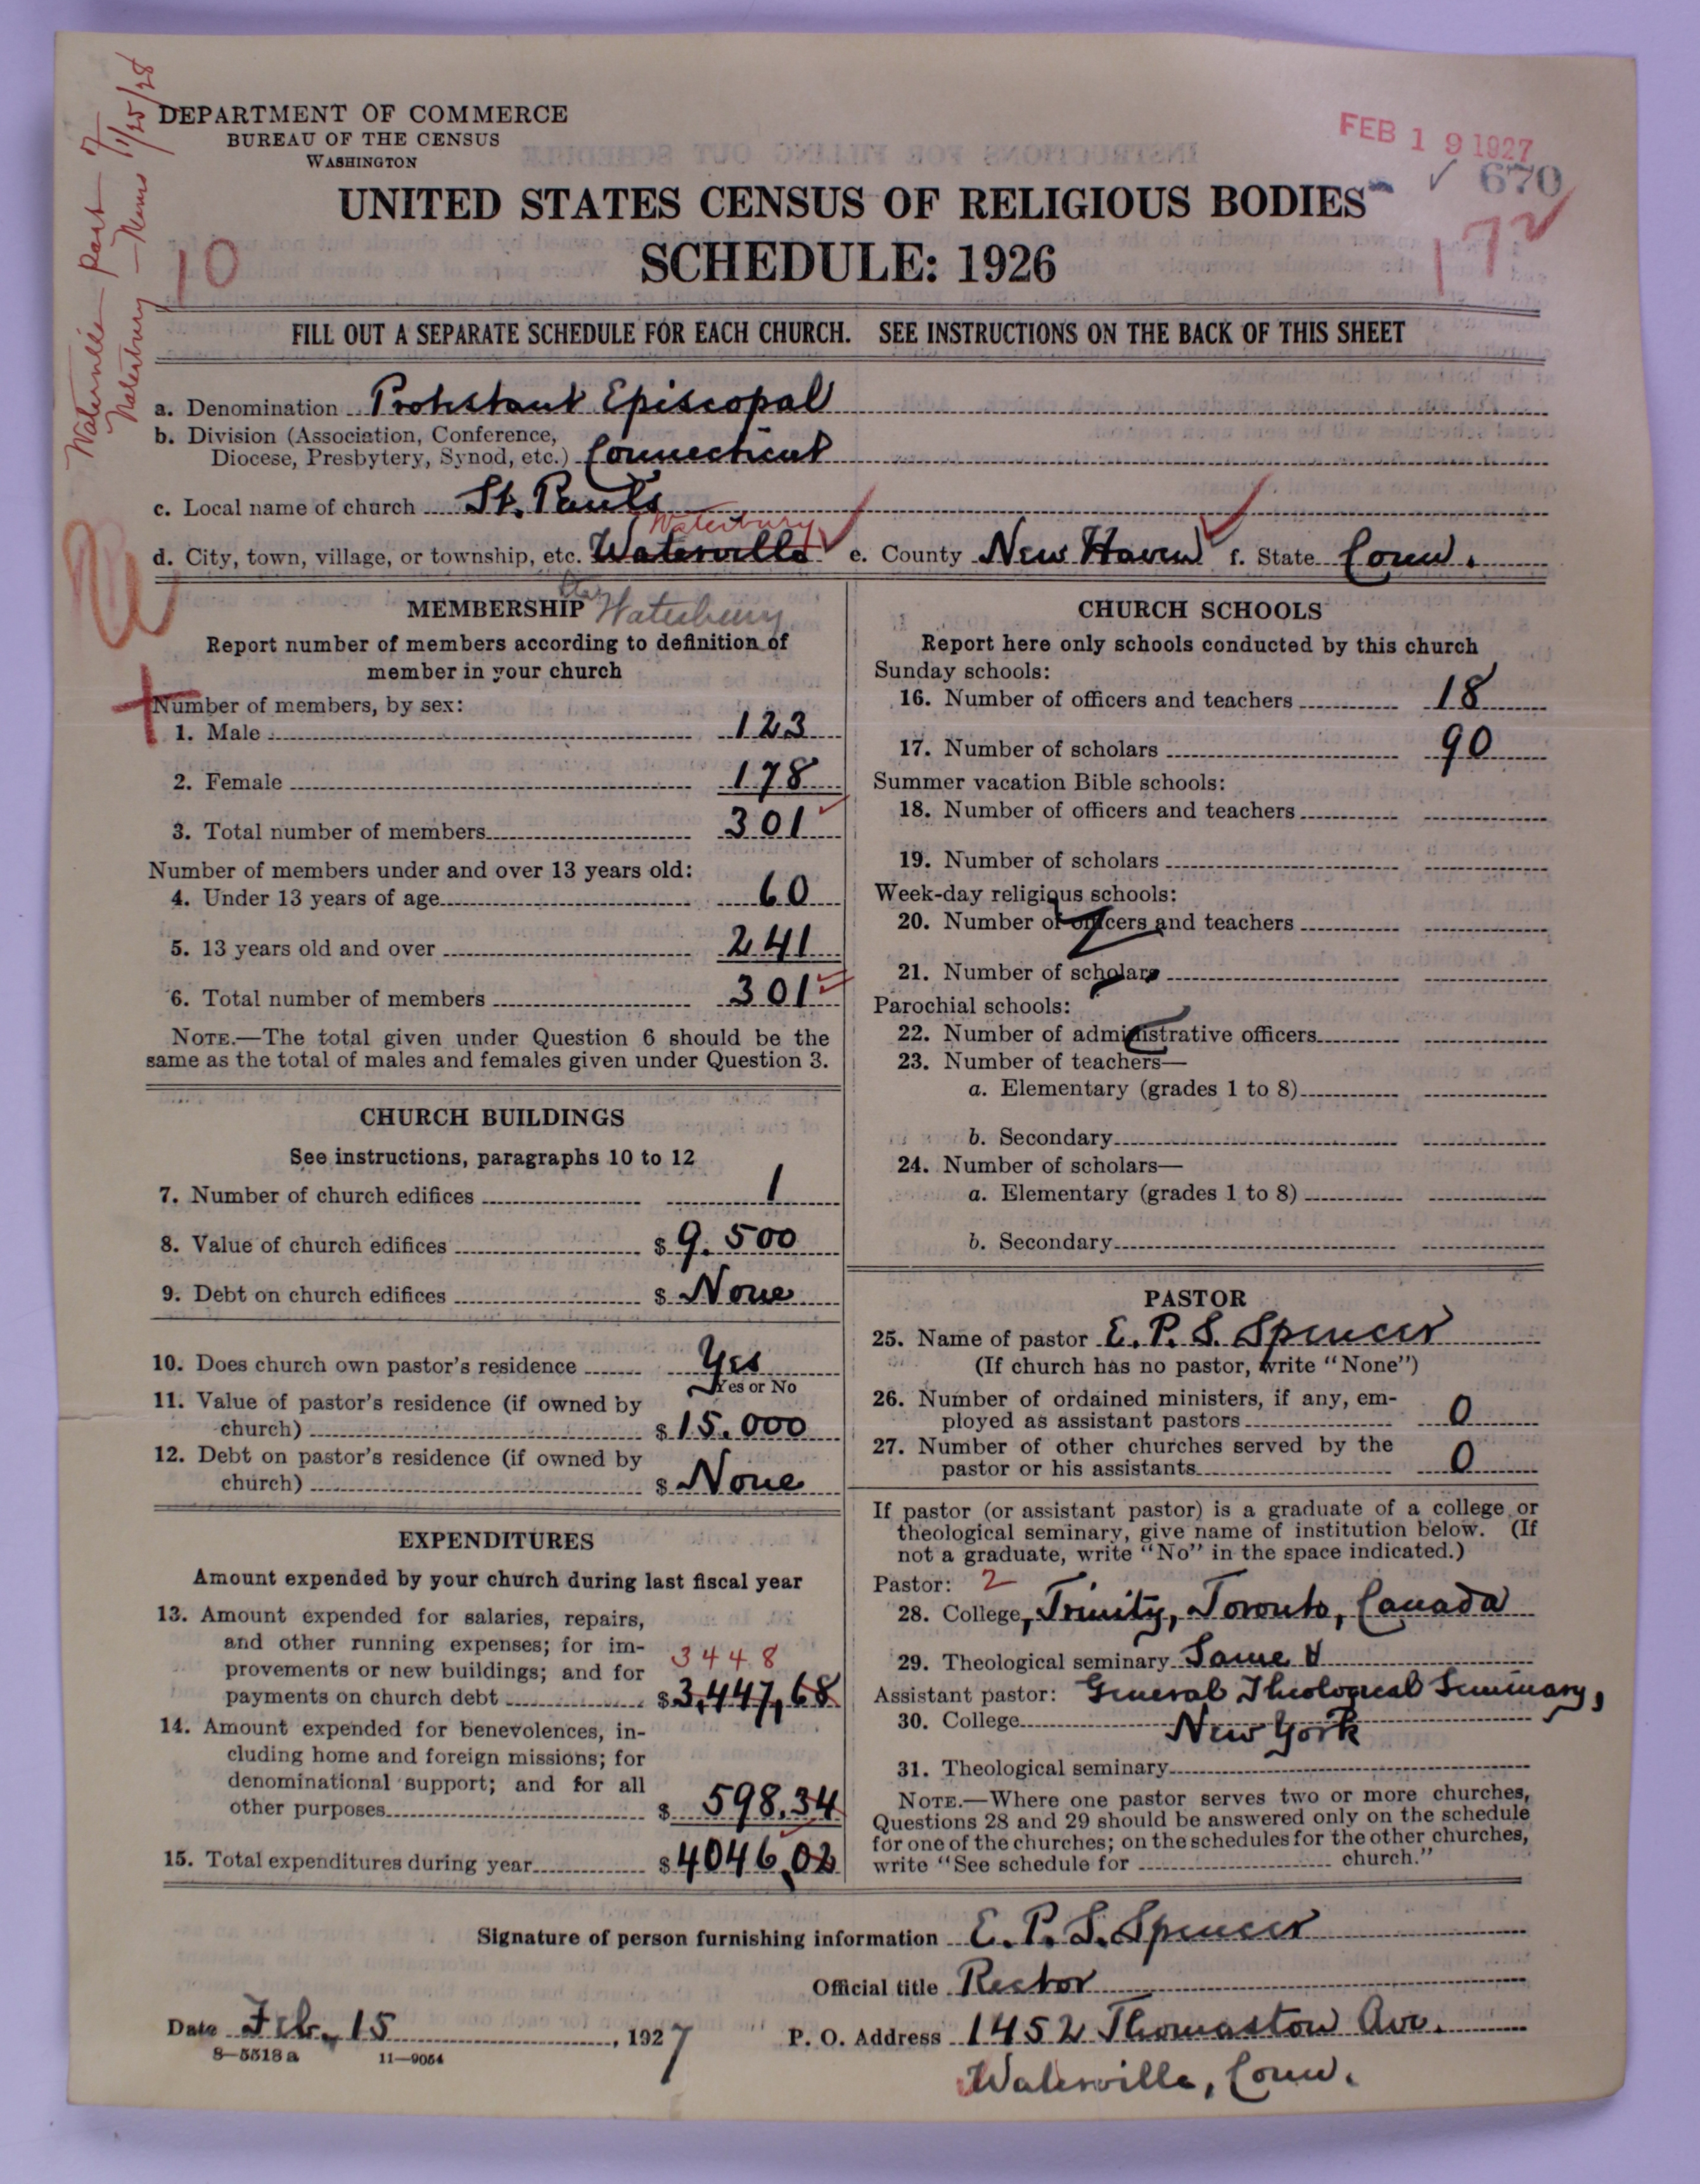 DEPARTMENT OF COMMERCE
BUREAU OF THE CENSUS
WASHINGTON
FEB 19 1927
✓ 670
172
10
Waterville part of
Waterbury — News 1/25/28
UNITED STATES CENSUS OF RELIGIOUS BODIES
SCHEDULE: 1926
FILL OUT A SEPARATE SCHEDULE FOR EACH CHURCH. SEE INSTRUCTIONS ON THE BACK OF THIS SHEET
a. Denomination Protestant Episcopal
b. Division (Association, Conference,
Diocese, Presbytery, Synod, etc.) Connecticut
c. Local name of church St. Paul's
Waterbury
d. City, town, village, or township, etc. Waterville e. County New Haven f. State Conn.
Waterbury
MEMBERSHIP
Report number of members according to definition of
member in your church
Number of members, by sex:
1. Male 123
2. Female 178
3. Total number of members 301
Number of members under and over 13 years old:
4. Under 13 years of age 60
5. 13 years old and over 241
6. Total number of members 301
NOTE.—The total given under Question 6 should be the
same as the total of males and females given under Question 3.
CHURCH BUILDINGS
See instructions, paragraphs 10 to 12
7. Number of church edifices 1
8. Value of church edifices $ 9.500
9. Debt on church edifices $ None
10. Does church own pastor's residence Yes
Yes or No
11. Value of pastor's residence (if owned by
church) $ 15.000
12. Debt on pastor's residence (if owned by
church) $ None
EXPENDITURES
Amount expended by your church during last fiscal year
13. Amount expended for salaries, repairs,
and other running expenses; for im-
provements or new buildings; and for
3448
payments on church debt $ 3,447,68
14. Amount expended for benevolences, in-
cluding home and foreign missions; for
denominational support; and for all
other purposes $ 598.34
15. Total expenditures during year $ 4046.02
CHURCH SCHOOLS
Report here only schools conducted by this church
Sunday schools:
16. Number of officers and teachers 18
17. Number of scholars 90
Summer vacation Bible schools:
18. Number of officers and teachers
19. Number of scholars
Week-day religious schools:
20. Number of officers and teachers
21. Number of scholars
Parochial schools:
22. Number of administrative officers
23. Number of teachers—
a. Elementary (grades 1 to 8)
b. Secondary
24. Number of scholars—
a. Elementary (grades 1 to 8)
b. Secondary
PASTOR
25. Name of pastor E. P. S. Spencer
(If church has no pastor, write "None")
26. Number of ordained ministers, if any, em-
ployed as assistant pastors 0
27. Number of other churches served by the
pastor or his assistants 0
If pastor (or assistant pastor) is a graduate of a college or
theological seminary, give name of institution below. (If
not a graduate, write "No" in the space indicated.)
Pastor: 2
28. College, Trinity, Toronto, Canada
29. Theological seminary Same &
Assistant pastor: General Theological Seminary,
30. College New York
31. Theological seminary
NOTE.—Where one pastor serves two or more churches,
Questions 28 and 29 should be answered only on the schedule
for one of the churches; on the schedules for the other churches,
write "See schedule for church."
Signature of person furnishing information E. P. S. Spencer
Official title Rector
Date Feb. 15, 1927 P. O. Address 1452 Thomaston Ave.
8—5518 a 11—9054
Waterville, Conn.